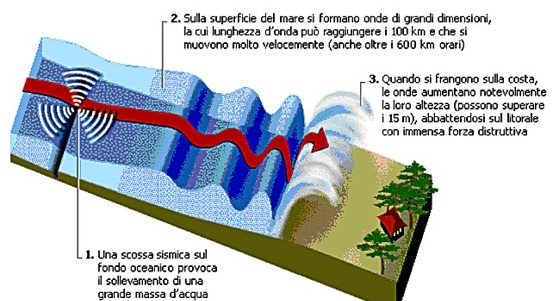 2. Sulla superficie del mare si formano onde di grandi dimensioni,
la cui lunghezza d'onda può raggiungere i 100 km e che si
muovono molto velocemente (anche oltre i 600 km orari)
3. Quando si frangono sulla costa,
le onde aumentano notevolmente
la loro altezza (possono superare
i 15 m), abbattendosi sul litorale
con immensa forza distruttiva
1. Una scossa sismica sul
fondo oceanico provoca
il sollevamento di una
grande massa d'acqua